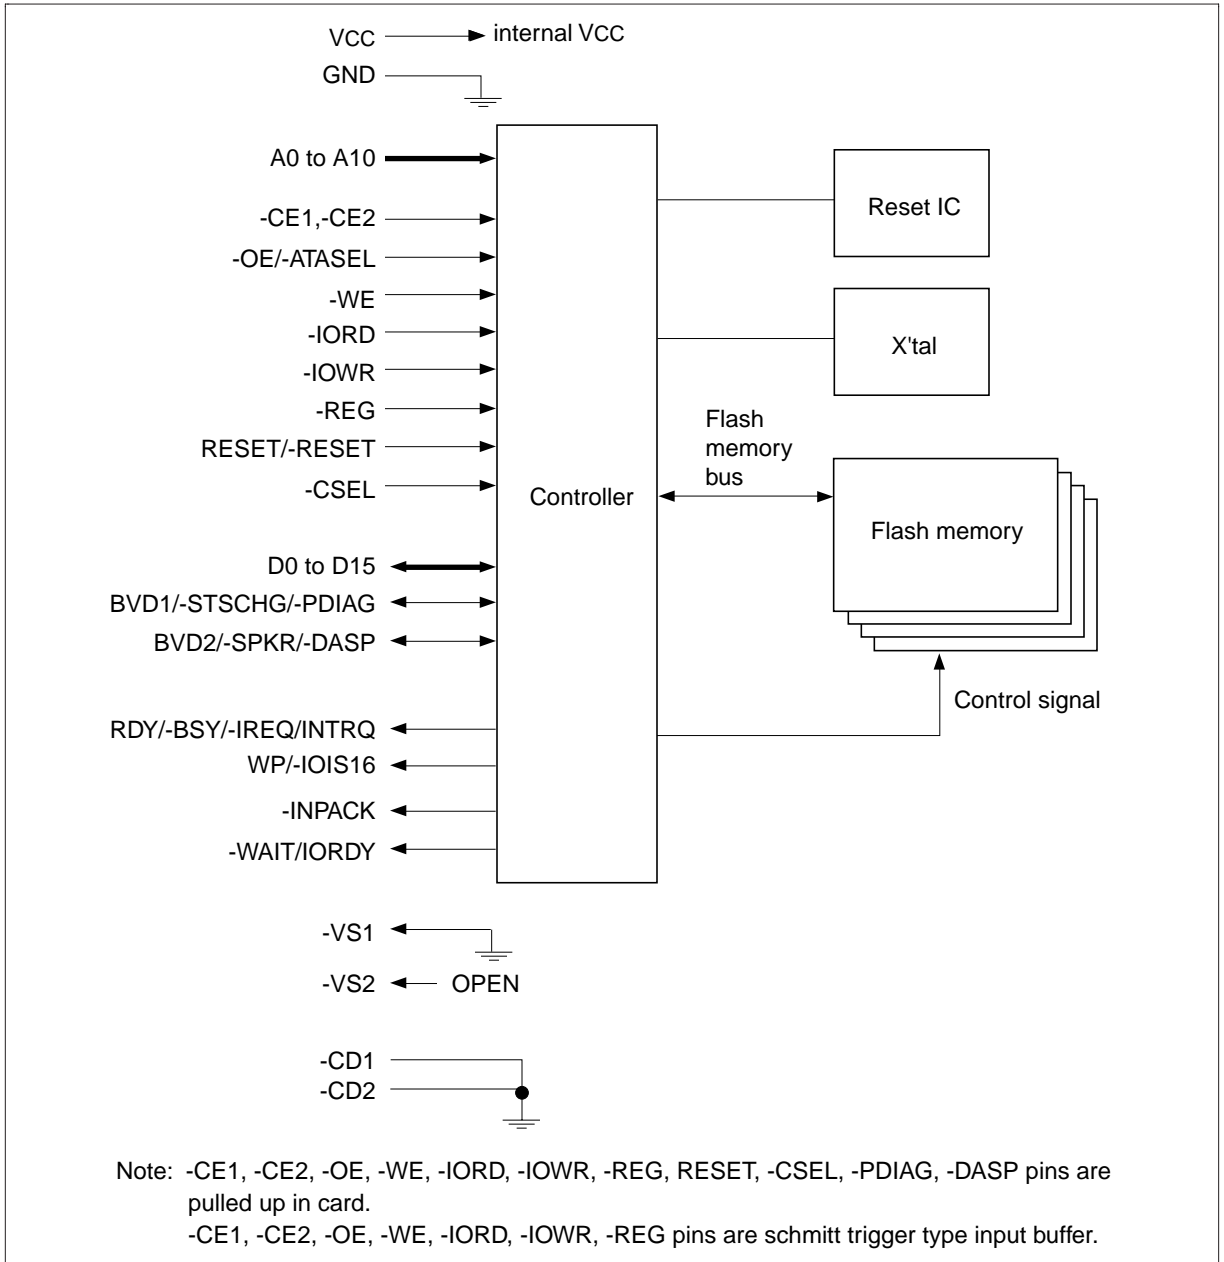 VCC
internal VCC
GND
A0 to A10
-CE1,-CE2
-OE/-ATASEL
-WE
-IORD
-IOWR
-REG
RESET/-RESET
-CSEL
D0 to D15
BVD1/-STSCHG/-PDIAG
BVD2/-SPKR/-DASP
RDY/-BSY/-IREQ/INTRQ
WP/-IOIS16
-INPACK
-WAIT/IORDY
Controller
Reset IC
X'tal
Flash
memory
bus
Flash memory
Control signal
-VS1
-VS2
OPEN
-CD1
-CD2
Note: -CE1, -CE2, -OE, -WE, -IORD, -IOWR, -REG, RESET, -CSEL, -PDIAG, -DASP pins are
pulled up in card.
-CE1, -CE2, -OE, -WE, -IORD, -IOWR, -REG pins are schmitt trigger type input buffer.